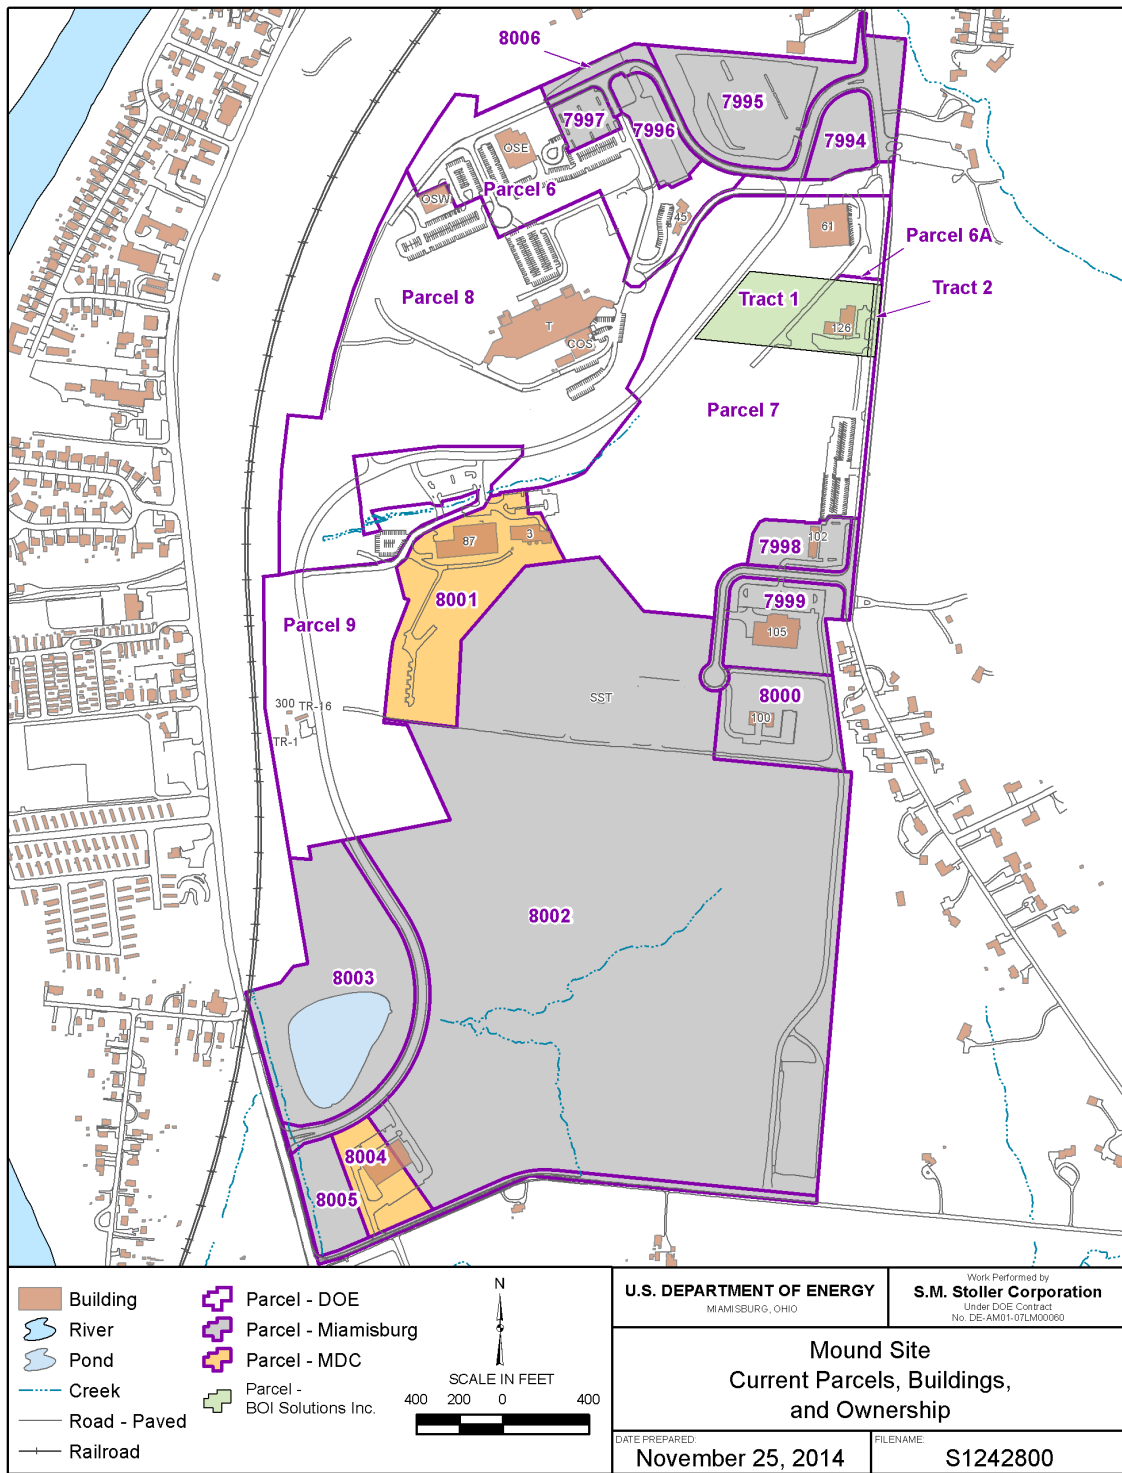 8006
7995
7997
7996
7994
OSE
Parcel 6
OSW
45
61
Parcel 6A
Parcel 8
Tract 1
Tract 2
T
126
COS
Parcel 7
87
3
102
7998
8001
7999
Parcel 9
105
SST
8000
300
TR-16
100
TR-1
8002
8003
8004
8005
Building
River
Pond
Creek
Road - Paved
Railroad
Parcel - DOE
Parcel - Miamisburg
Parcel - MDC
Parcel -
BOI Solutions Inc.
N
SCALE IN FEET
400 200 0 400
U.S. DEPARTMENT OF ENERGY
MIAMISBURG, OHIO
Work Performed by
S.M. Stoller Corporation
Under DOE Contract
No. DE-AM01-07LM00060
Mound Site
Current Parcels, Buildings,
and Ownership
DATE PREPARED:
November 25, 2014
FILENAME:
S1242800